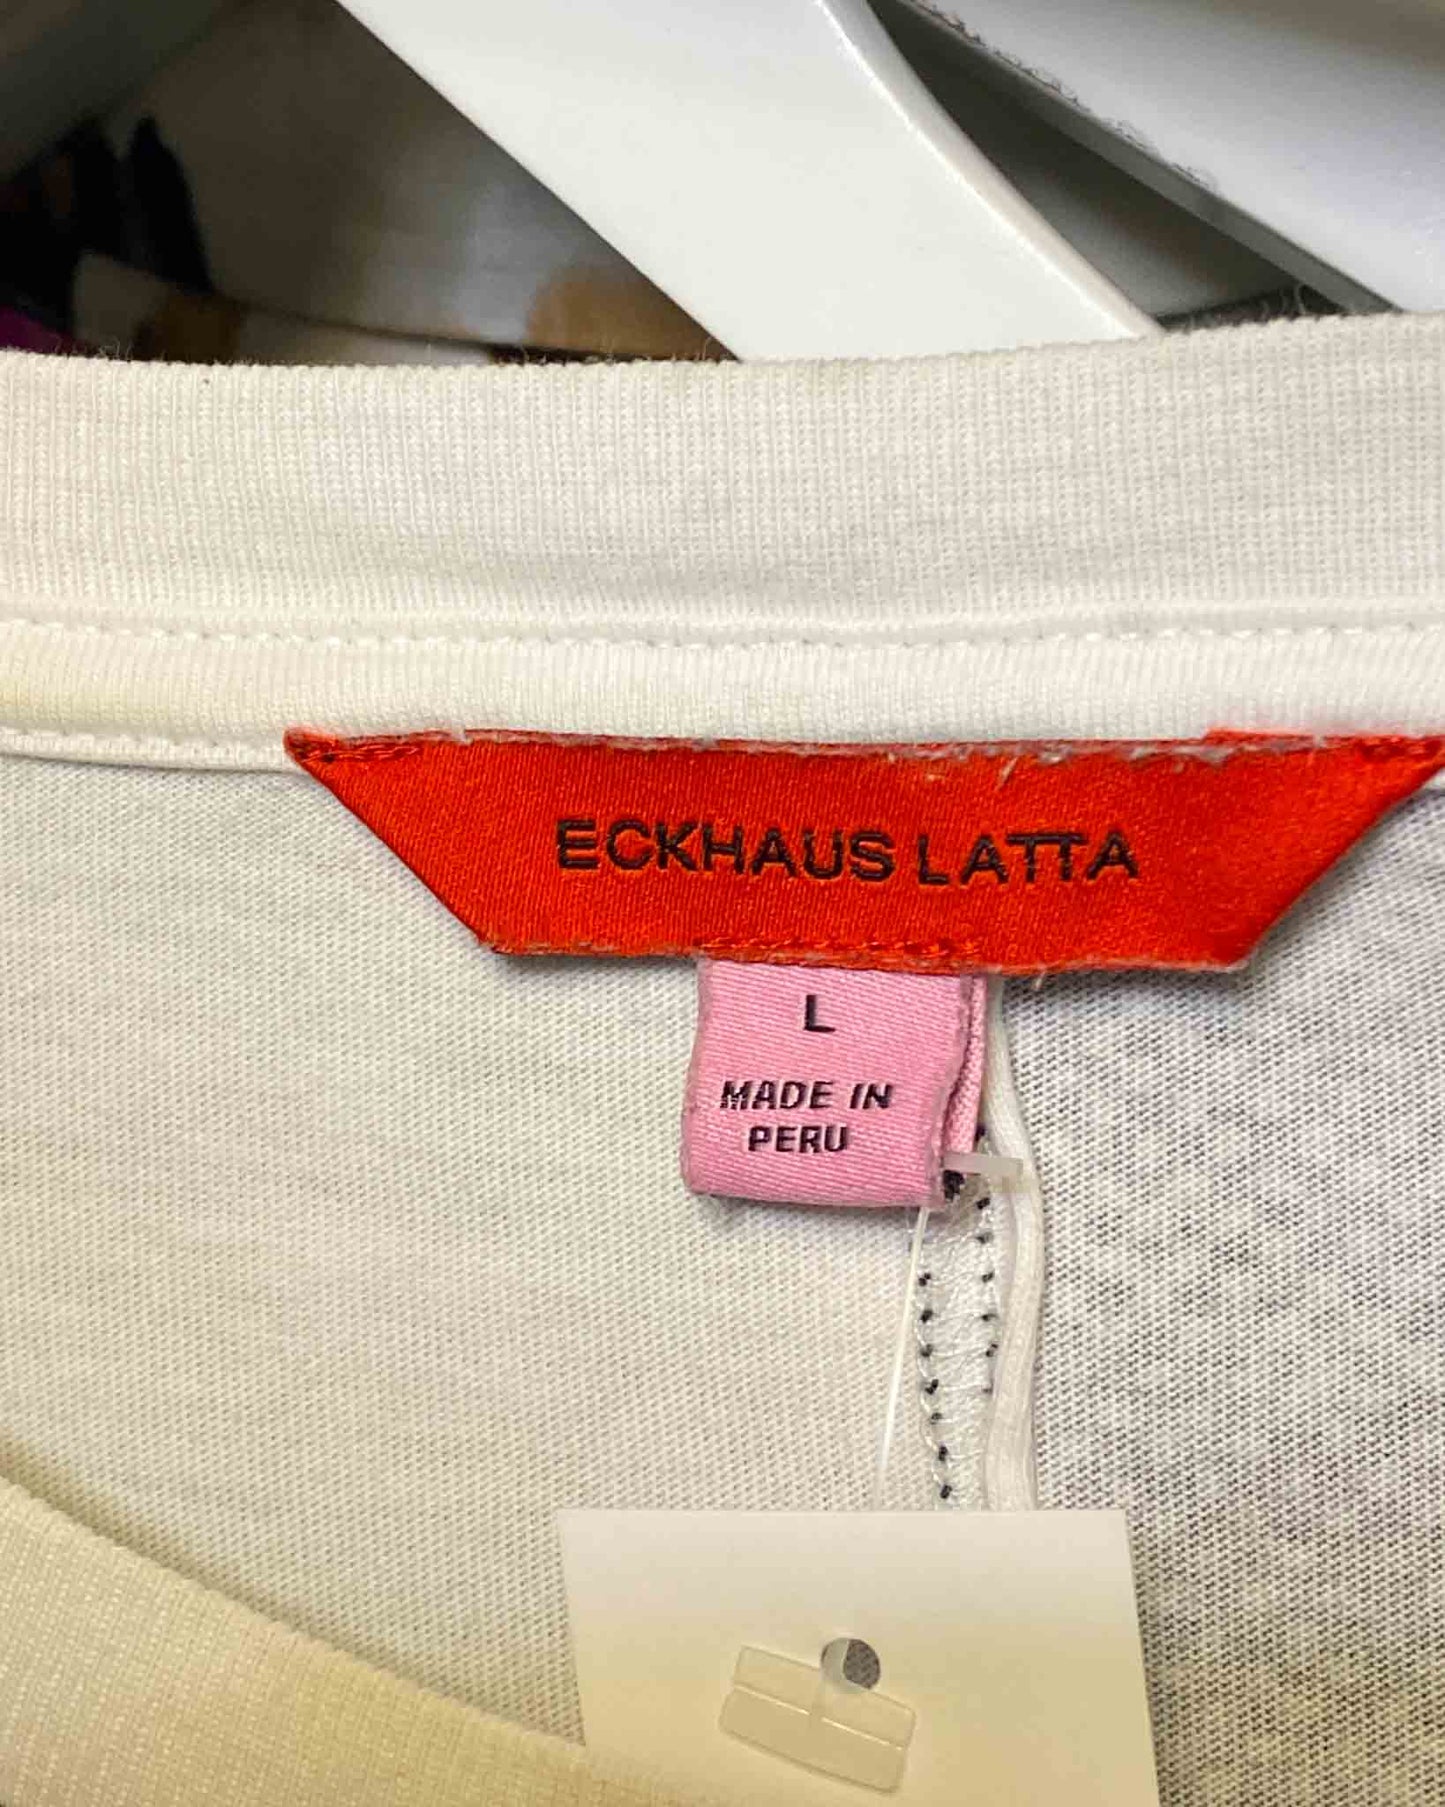 ECKHAUS LATTA
L
MADE IN
PERU